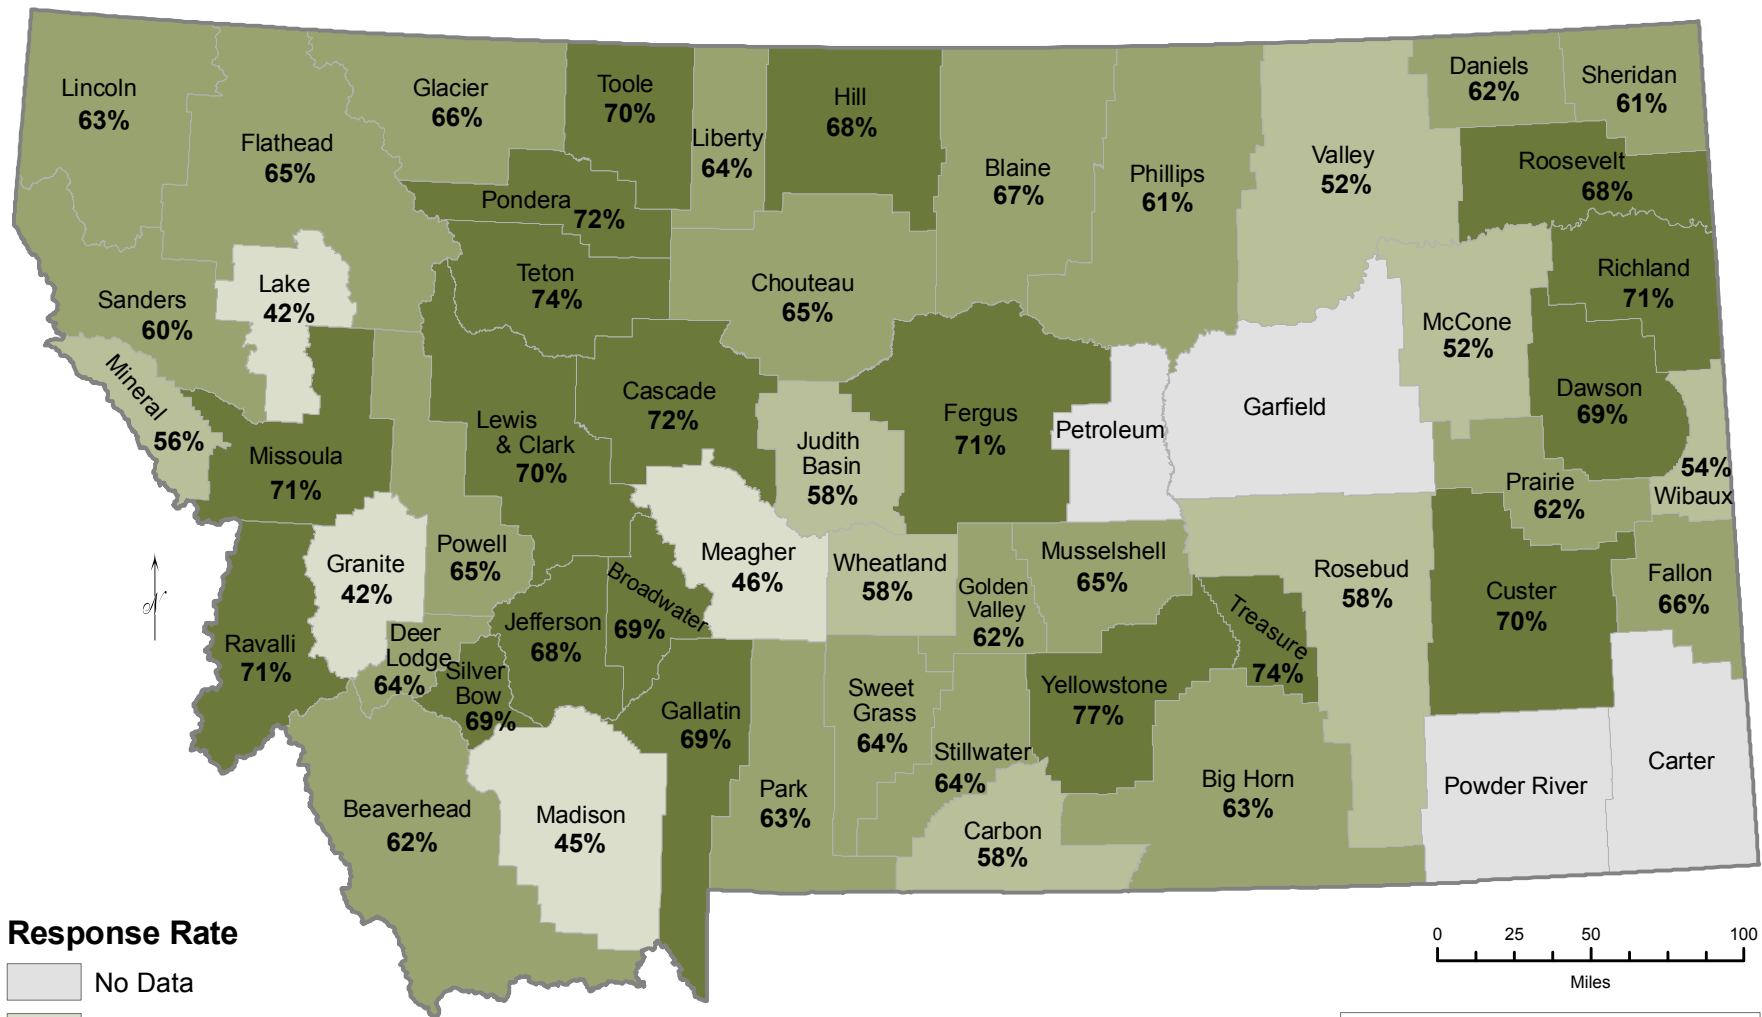 Lincoln
63%
Flathead
65%
Glacier
66%
Toole
70%
Liberty
64%
Hill
68%
Blaine
67%
Phillips
61%
Valley
52%
Daniels
62%
Sheridan
61%
Roosevelt
68%
Pondera
72%
Teton
74%
Chouteau
65%
Richland
71%
McCone
52%
Lake
42%
Sanders
60%
Mineral
56%
Missoula
71%
Lewis
& Clark
70%
Cascade
72%
Judith
Basin
58%
Fergus
71%
Petroleum
Garfield
Dawson
69%
54%
Wibaux
Prairie
62%
Granite
42%
Powell
65%
Meagher
46%
Wheatland
58%
Golden
Valley
62%
Musselshell
65%
Rosebud
58%
Custer
70%
Fallon
66%
Ravalli
71%
Deer
Lodge
64%
Silver
Bow
69%
Jefferson
68%
Broadwater
69%
Treasure
74%
Gallatin
69%
Sweet
Grass
64%
Yellowstone
77%
Stillwater
64%
Park
63%
Big Horn
63%
Beaverhead
62%
Madison
45%
Carbon
58%
Powder River
Carter
N
Response Rate
No Data
0 25 50 100
Miles